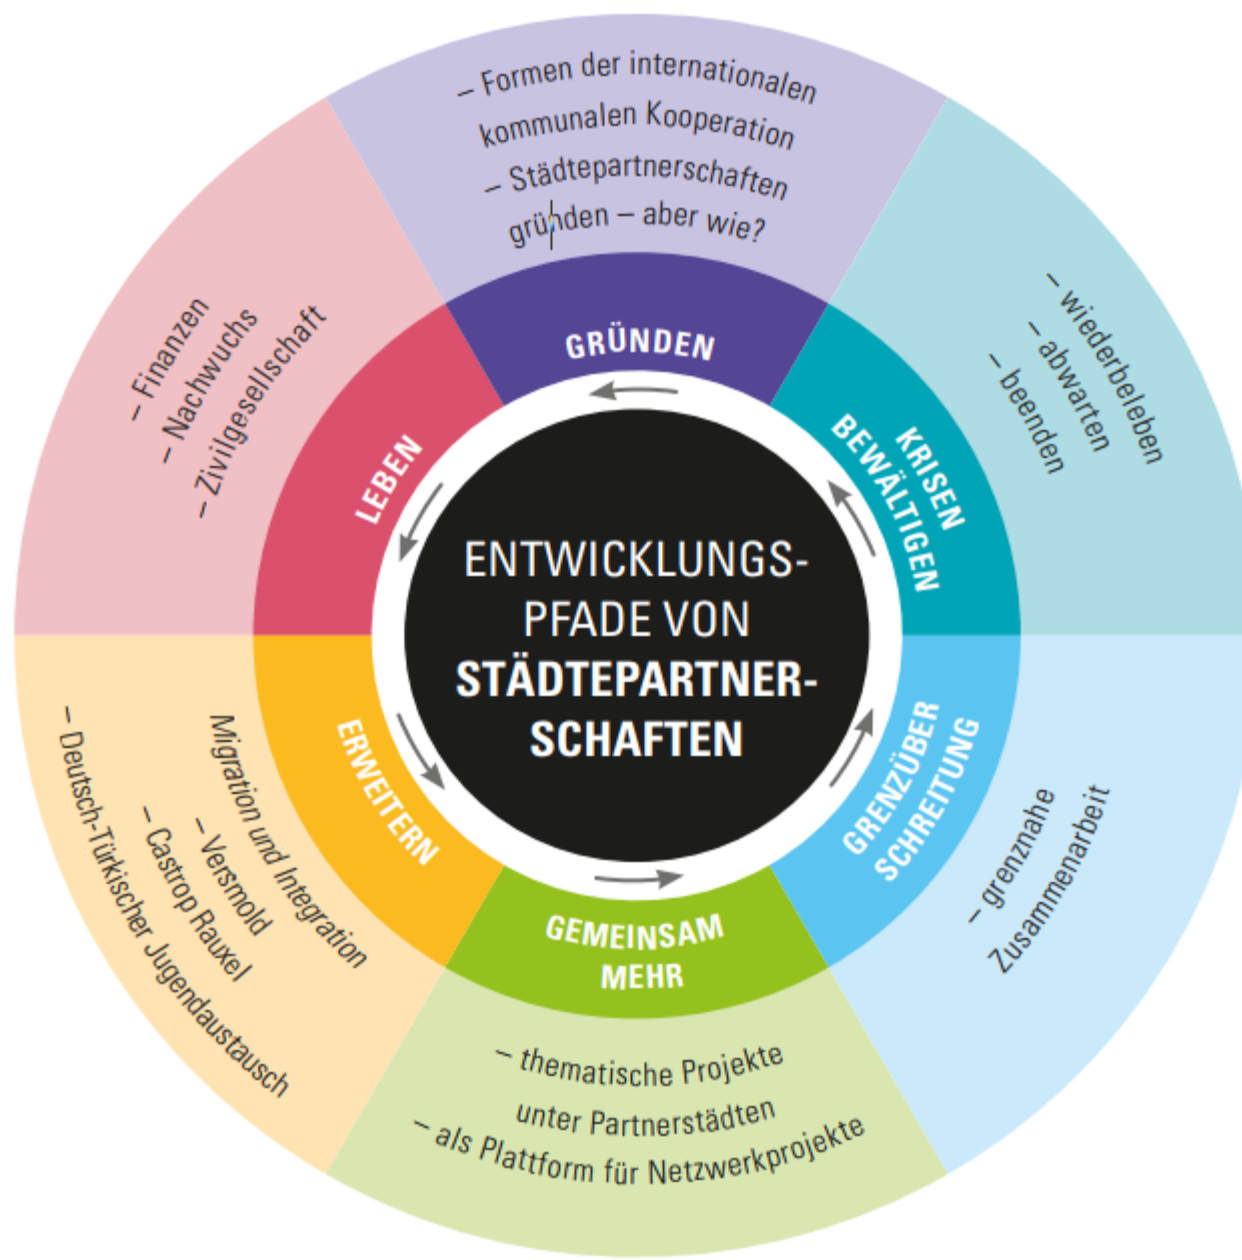 ENTWICKLUNGS-
PFADE VON
STÄDTEPARTNER-
SCHAFTEN
GRÜNDEN
– Formen der internationalen
kommunalen Kooperation
– Städtepartnerschaften
gründen – aber wie?
LEBEN
– Finanzen
– Nachwuchs
– Zivilgesellschaft
ERWEITERN
Migration und Integration
– Versmold
– Castrop Rauxel
– Deutsch-Türkischer Jugendaustausch
GEMEINSAM
MEHR
– thematische Projekte
unter Partnerstädten
– als Plattform für Netzwerkprojekte
GRENZÜBER
SCHREITUNG
– grenznahe
Zusammenarbeit
KRISEN
BEWÄLTIGEN
– wiederbeleben
– abwarten
– beenden